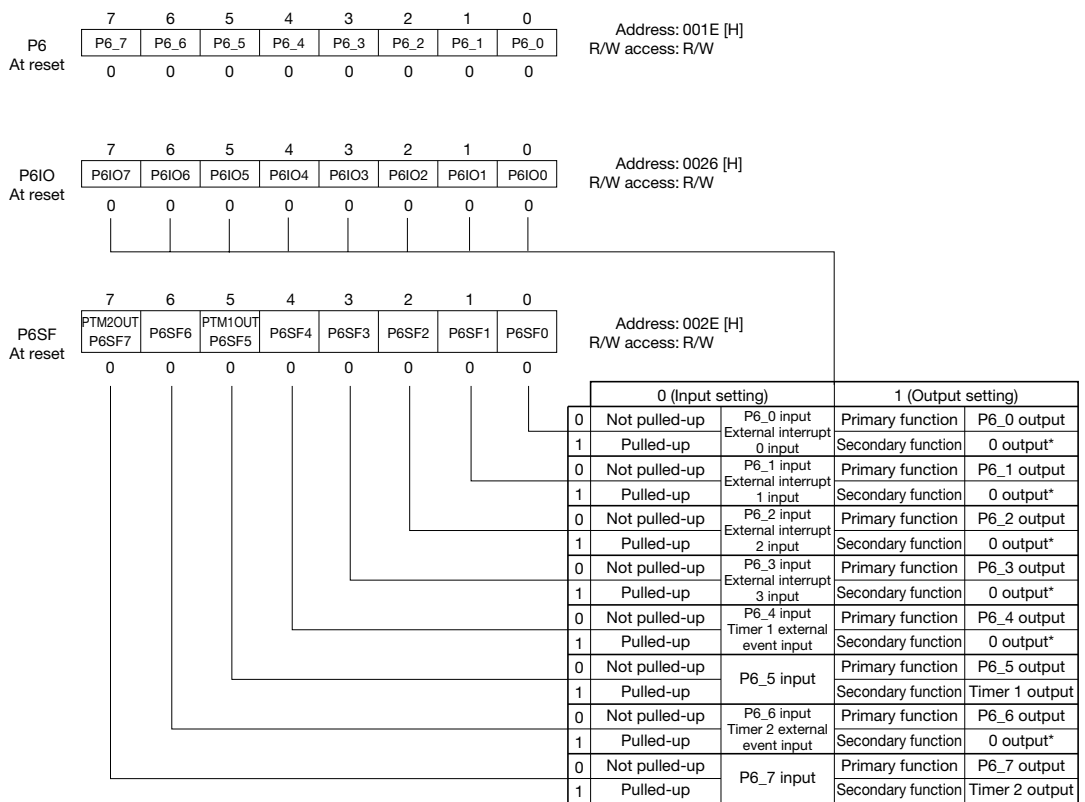 7 6 5 4 3 2 1 0
P6 P6_7 P6_6 P6_5 P6_4 P6_3 P6_2 P6_1 P6_0 Address: 001E [H]
At reset 0 0 0 0 0 0 0 0 R/W access: R/W
7 6 5 4 3 2 1 0
P6IO P6IO7 P6IO6 P6IO5 P6IO4 P6IO3 P6IO2 P6IO1 P6IO0 Address: 0026 [H]
At reset 0 0 0 0 0 0 0 0 R/W access: R/W
7 6 5 4 3 2 1 0
PTM2OUT PTM1OUT
P6SF P6SF7 P6SF6 P6SF5 P6SF4 P6SF3 P6SF2 P6SF1 P6SF0 Address: 002E [H]
At reset 0 0 0 0 0 0 0 0 R/W access: R/W
0 (Input setting) 1 (Output setting)
0 Not pulled-up P6_0 input Primary function P6_0 output
External interrupt
1 Pulled-up 0 input Secondary function 0 output*
0 Not pulled-up P6_1 input Primary function P6_1 output
External interrupt
1 Pulled-up 1 input Secondary function 0 output*
0 Not pulled-up P6_2 input Primary function P6_2 output
External interrupt
1 Pulled-up 2 input Secondary function 0 output*
0 Not pulled-up P6_3 input Primary function P6_3 output
External interrupt
1 Pulled-up 3 input Secondary function 0 output*
0 Not pulled-up P6_4 input Primary function P6_4 output
Timer 1 external
1 Pulled-up event input Secondary function 0 output*
0 Not pulled-up Primary function P6_5 output
P6_5 input
1 Pulled-up Secondary function Timer 1 output
0 Not pulled-up P6_6 input Primary function P6_6 output
Timer 2 external
1 Pulled-up event input Secondary function 0 output*
0 Not pulled-up Primary function P6_7 output
P6_7 input
1 Pulled-up Secondary function Timer 2 output